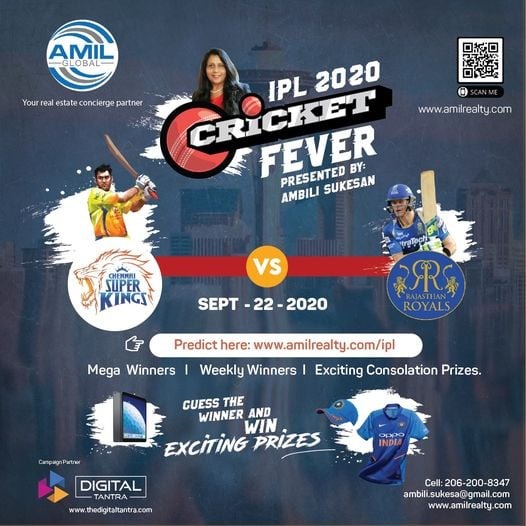 AMIL
GLOBAL
Your real estate concierge partner
SCAN ME
www.amilrealty.com
IPL 2020
CRICKET
FEVER
PRESENTED BY:
AMBILI SUKESAN
CHENNAI
SUPER
KINGS
VS
RR
RAJASTHAN
ROYALS
SEPT - 22 - 2020
Predict here: www.amilrealty.com/ipl
Mega Winners I Weekly Winners I Exciting Consolation Prizes.
GUESS THE
WINNER AND
WIN
EXCITING PRIZES
oppo
INDIA
Campaign Partner
DIGITAL
TANTRA
www.thedigitaltantra.com
Cell: 206-200-8347
ambili.sukesa@gmail.com
www.amilrealty.com